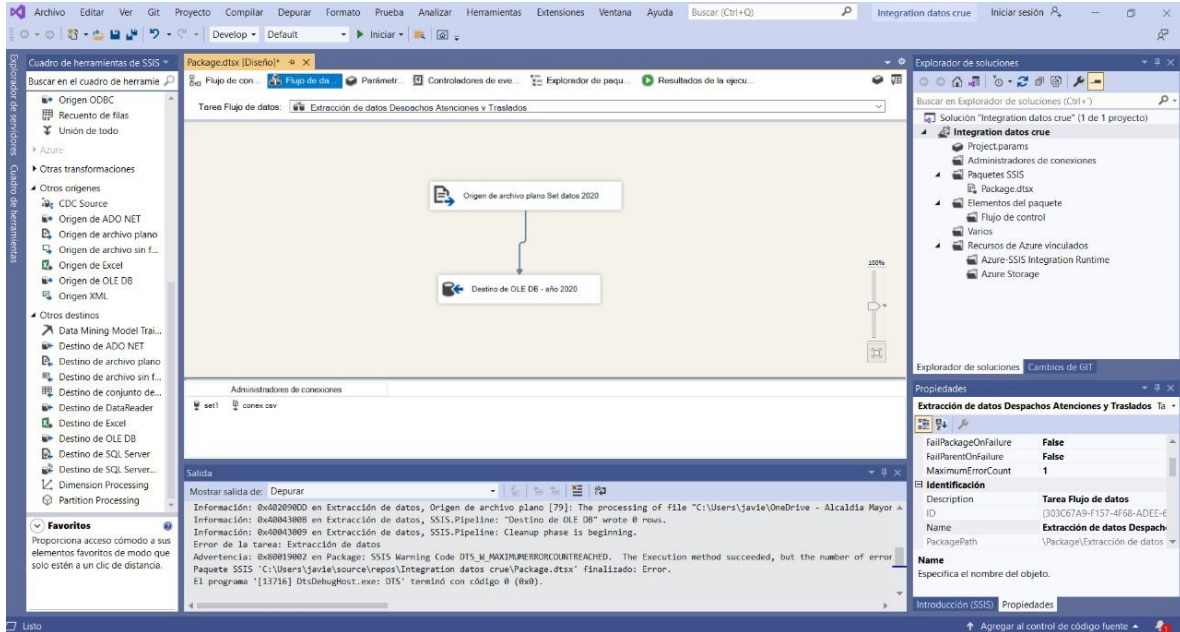 Archivo Editar Ver Git Proyecto Compilar Depurar Formato Prueba Analizar Herramientas Extensiones Ventana Ayuda Buscar (Ctrl+Q) Integration datos crue Iniciar sesión
Develop Default Iniciar
Explorador de servidores
Cuadro de herramientas
Cuadro de herramientas de SSIS
Buscar en el cuadro de herramie
Origen ODBC
Recuento de filas
Unión de todo
Azure
Otras transformaciones
Otros orígenes
CDC Source
Origen de ADO NET
Origen de archivo plano
Origen de archivo sin f...
Origen de Excel
Origen de OLE DB
Origen XML
Otros destinos
Data Mining Model Trai...
Destino de ADO NET
Destino de archivo plano
Destino de archivo sin f...
Destino de conjunto de...
Destino de DataReader
Destino de Excel
Destino de OLE DB
Destino de SQL Server
Destino de SQL Server...
Dimension Processing
Partition Processing
Favoritos
Proporciona acceso cómodo a sus
elementos favoritos de modo que
solo estén a un clic de distancia.
Package.dtsx [Diseño]*
Flujo de con... Flujo de da... Parámetr... Controladores de eve... Explorador de paqu... Resultados de la ejecu...
Tarea Flujo de datos: Extracción de datos Despachos Atenciones y Traslados
Origen de archivo plano Set datos 2020
Destino de OLE DB - año 2020
100%
Administradores de conexiones
set1 conex csv
Salida
Mostrar salida de: Depurar
Información: 0x402090DD en Extracción de datos, Origen de archivo plano [79]: The processing of file "C:\Users\javie\OneDrive - Alcaldia Mayor
Información: 0x4004300B en Extracción de datos, SSIS.Pipeline: "Destino de OLE DB" wrote 0 rows.
Información: 0x40043009 en Extracción de datos, SSIS.Pipeline: Cleanup phase is beginning.
Error de la tarea: Extracción de datos
Advertencia: 0x80019002 en Package: SSIS Warning Code DTS_W_MAXIMUMERRORCOUNTREACHED. The Execution method succeeded, but the number of error
Paquete SSIS 'C:\Users\javie\source\repos\Integration datos crue\Package.dtsx' finalizado: Error.
El programa '[13716] DtsDebugHost.exe: DTS' terminó con código 0 (0x0).
Explorador de soluciones
Buscar en Explorador de soluciones (Ctrl+´)
Solución "Integration datos crue" (1 de 1 proyecto)
Integration datos crue
Project.params
Administradores de conexiones
Paquetes SSIS
Package.dtsx
Elementos del paquete
Flujo de control
Varios
Recursos de Azure vinculados
Azure-SSIS Integration Runtime
Azure Storage
Explorador de soluciones Cambios de GIT
Propiedades
Extracción de datos Despachos Atenciones y Traslados Ta
FailPackageOnFailure False
FailParentOnFailure False
MaximumErrorCount 1
Identificación
Description Tarea Flujo de datos
ID {303C67A9-F157-4F68-ADEE-6
Name Extracción de datos Despach
PackagePath \Package\Extracción de datos
Name
Especifica el nombre del objeto.
Introducción (SSIS) Propiedades
Listo Agregar al control de código fuente